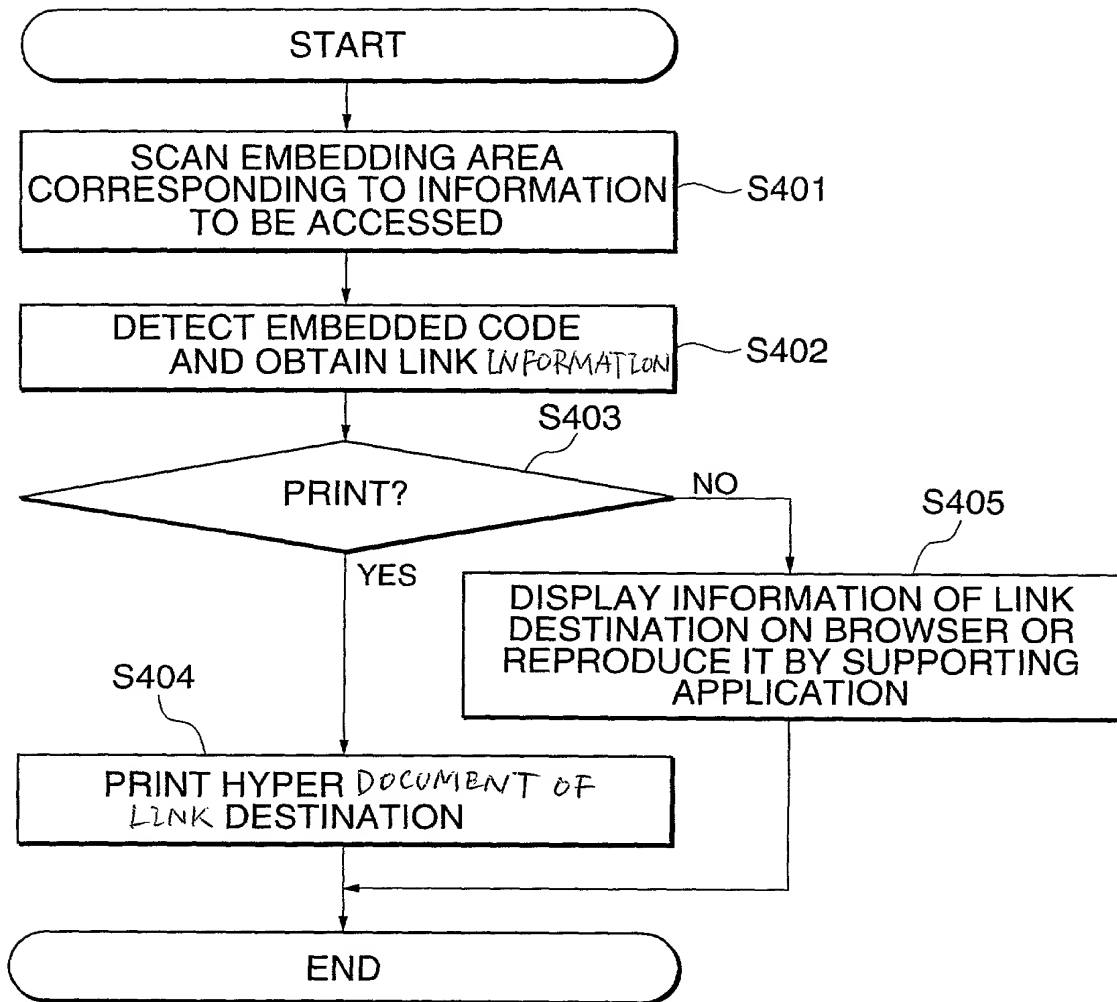 START
SCAN EMBEDDING AREA
CORRESPONDING TO INFORMATION
TO BE ACCESSED
S401
DETECT EMBEDDED CODE
AND OBTAIN LINK INFORMATION
S402
S403
PRINT?
NO
YES
S405
DISPLAY INFORMATION OF LINK
DESTINATION ON BROWSER OR
REPRODUCE IT BY SUPPORTING
APPLICATION
S404
PRINT HYPER DOCUMENT OF
LINK DESTINATION
END